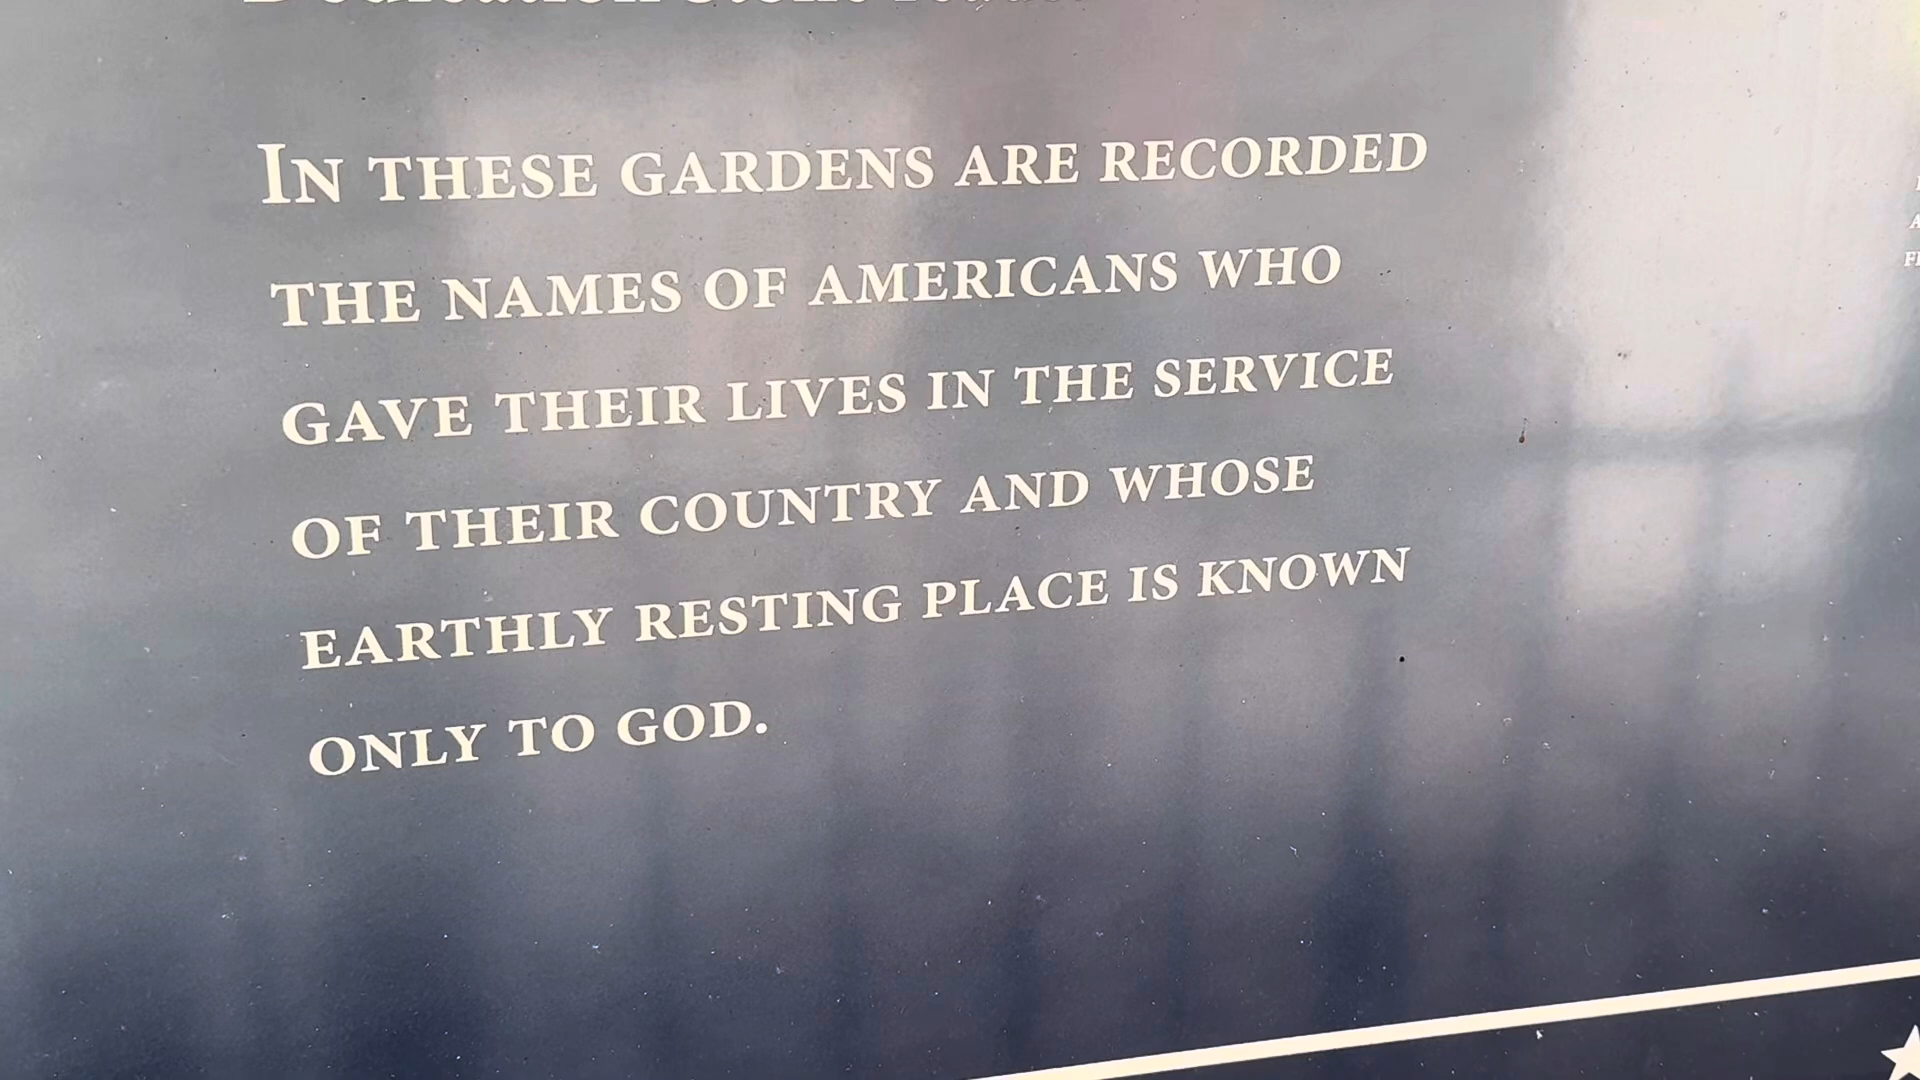 In these gardens are recorded
the names of Americans who
gave their lives in the service
of their country and whose
earthly resting place is known
only to God.